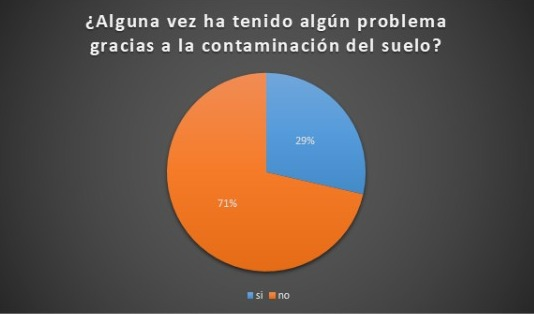 ¿Alguna vez ha tenido algún problema
gracias a la contaminación del suelo?
29%
71%
si no